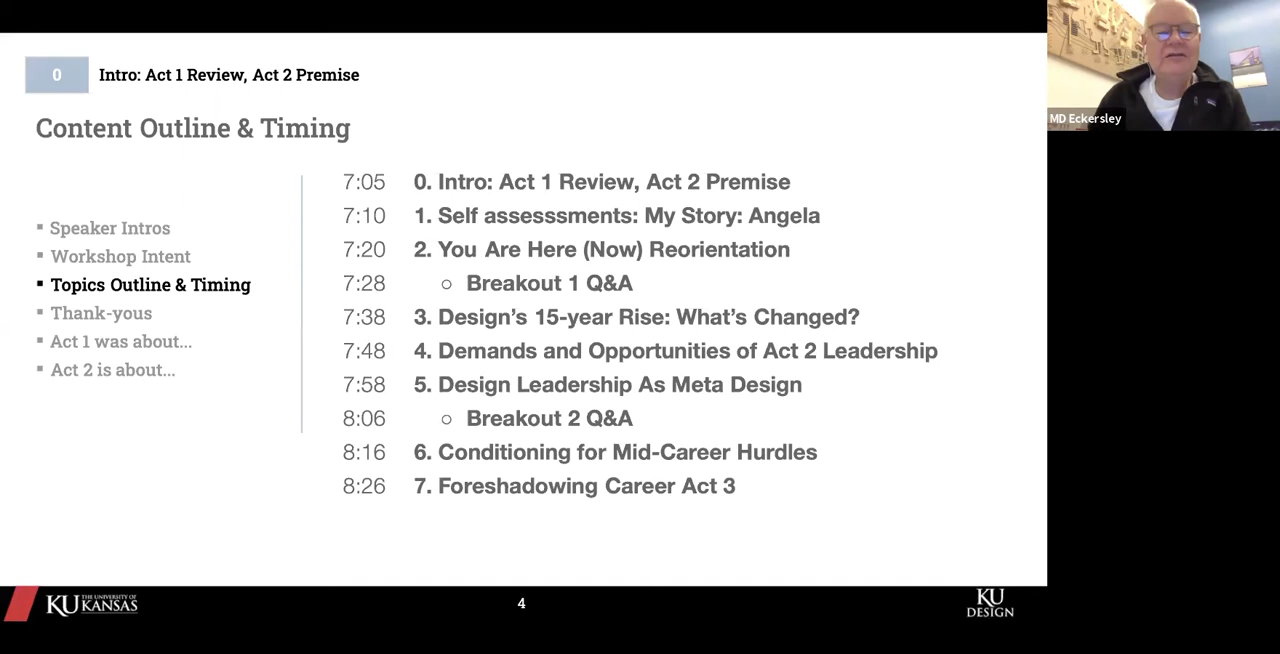 0
Intro: Act 1 Review, Act 2 Premise
Content Outline & Timing
▪ Speaker Intros
▪ Workshop Intent
▪ Topics Outline & Timing
▪ Thank-yous
▪ Act 1 was about...
▪ Act 2 is about...
7:05 0. Intro: Act 1 Review, Act 2 Premise
7:10 1. Self assesssments: My Story: Angela
7:20 2. You Are Here (Now) Reorientation
7:28 ○ Breakout 1 Q&A
7:38 3. Design’s 15-year Rise: What’s Changed?
7:48 4. Demands and Opportunities of Act 2 Leadership
7:58 5. Design Leadership As Meta Design
8:06 ○ Breakout 2 Q&A
8:16 6. Conditioning for Mid-Career Hurdles
8:26 7. Foreshadowing Career Act 3
MD Eckersley
KU THE UNIVERSITY OF
KANSAS
4
KU
DESIGN